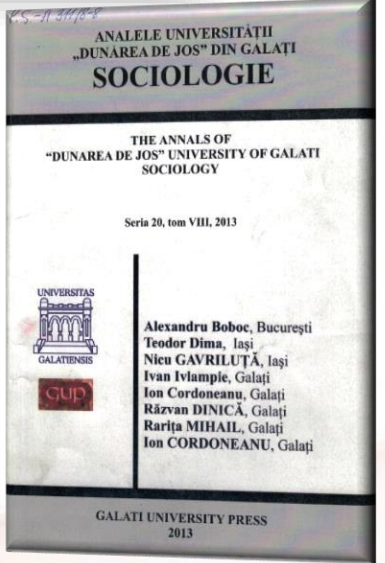 ANALELE UNIVERSITĂȚII
„DUNĂREA DE JOS” DIN GALAȚI
SOCIOLOGIE
THE ANNALS OF
“DUNAREA DE JOS” UNIVERSITY OF GALATI
SOCIOLOGY
Seria 20, tom VIII, 2013
UNIVERSITAS
GALATIENSIS
GUP
Alexandru Boboc, București
Teodor Dima, Iași
Nicu GAVRILUȚĂ, Iași
Ivan Ivlampie, Galați
Ion Cordoneanu, Galați
Răzvan DINICĂ, Galați
Rarița MIHAIL, Galați
Ion CORDONEANU, Galați
GALATI UNIVERSITY PRESS
2013